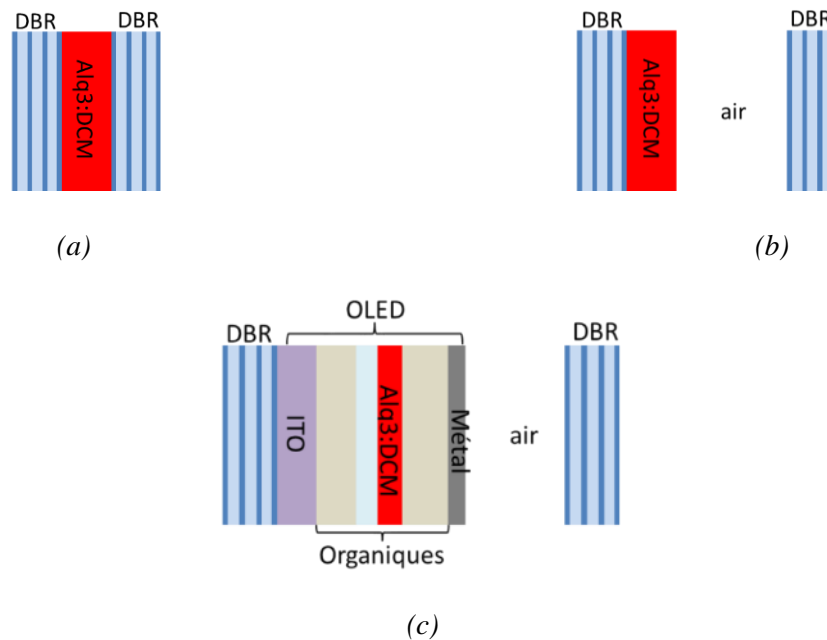 DBR DBR
Alq3:DCM
(a)
DBR DBR
Alq3:DCM
air
(b)
OLED
DBR DBR
ITO
Alq3:DCM
Métal
air
Organiques
(c)